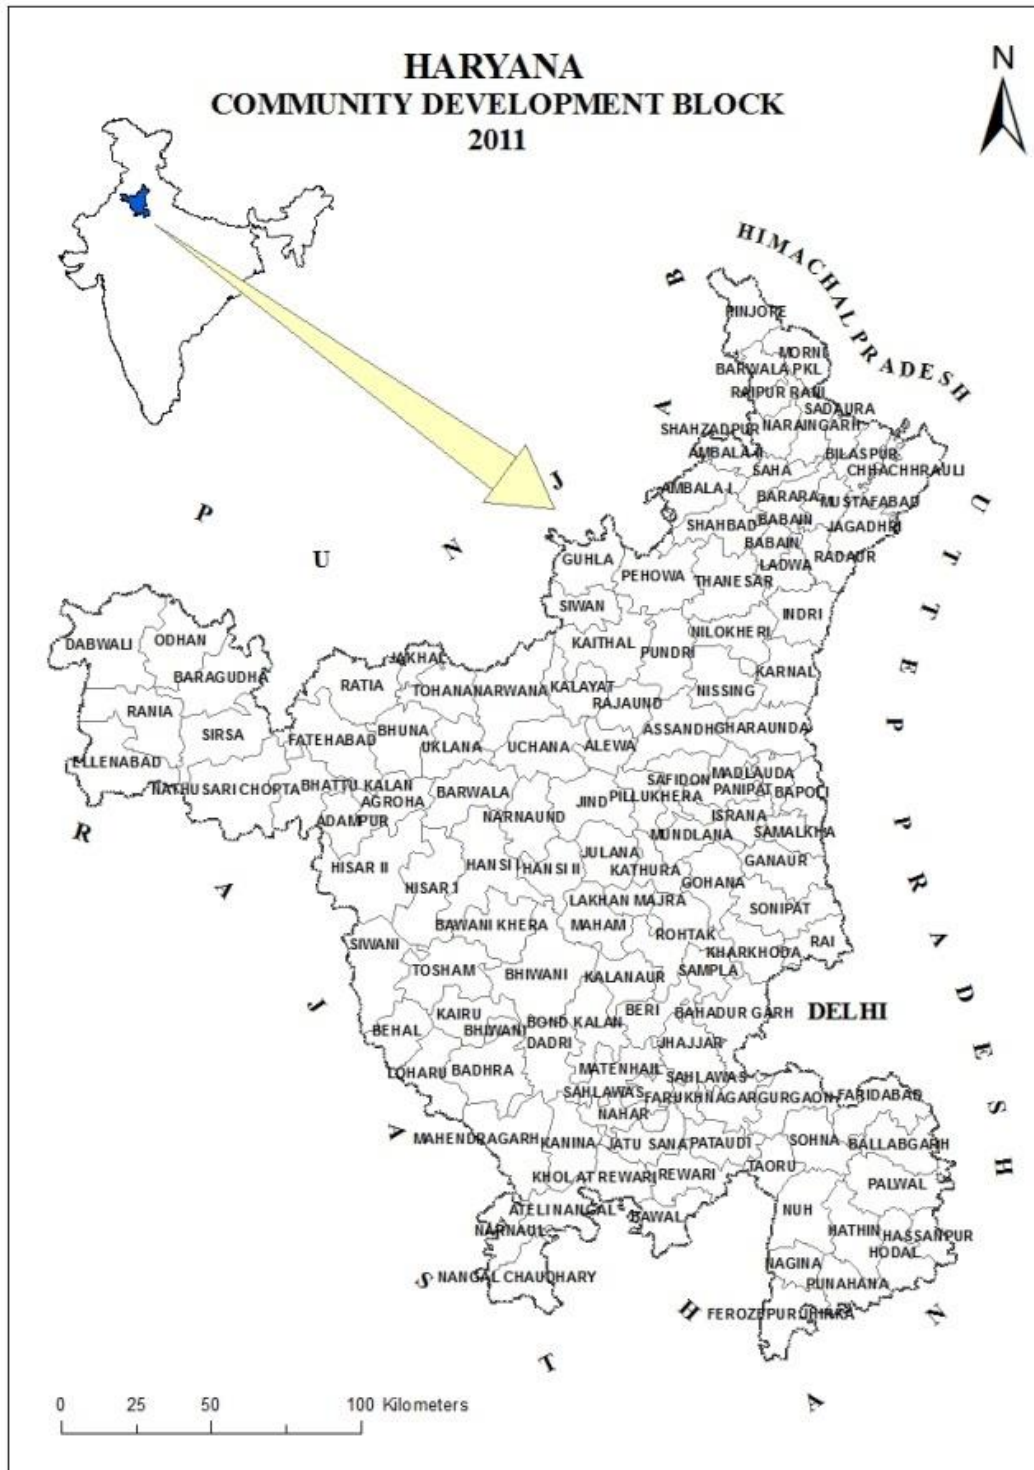 HARYANA
COMMUNITY DEVELOPMENT BLOCK
2011
N
HIMACHAL PRADESH
PUNJAB
PINJORE
MORNI
BARWALA PKL
RAIPUR RANI
SADAURA
SHAHZADPUR
NARAINGARH
AMBALA II
BILASPUR
SAHA
CHHACHHRAULI
AMBALA I
BARARA
MUSTAFABAD
SHAHBAD
BABAIN
JAGADHRI
BABAIN
GUHLA
PEHOWA
THANESAR
LADWA
RADAUR
SIWAN
INDRI
DABWALI
ODHAN
KAITHAL
NILOKHERI
PUNDRI
JAKHAL
BARAGUDHA
RATIA
TOHANA
NARWANA
KALAYAT
KARNAL
NISSING
RAJAUND
RANIA
SIRSA
FATEHABAD
BHUNA
UKLANA
UCHANA
ALEWA
ASSANDH
GHARAUNDA
ELLENABAD
NATHUSARI CHOPTA
BHATTU KALAN
AGROHA
BARWALA
JIND
SAFIDON
PILLUKHERA
MADLAUDA
PANIPAT
BAPOLI
ADAMPUR
NARNAUND
ISRANA
MUNDLANA
SAMALKHA
HISAR II
HANSI I
HANSI II
JULANA
KATHURA
GANAUR
HISAR I
GOHANA
LAKHAN MAJRA
SONIPAT
BAWANI KHERA
MAHAM
ROHTAK
SIWANI
KHARKHODA
RAI
TOSHAM
BHIWANI
KALANAUR
SAMPLA
KAIRU
BERI
BAHADUR GARH
DELHI
BEHAL
BHIWANI
BOND KALAN
DADRI
JHAJJAR
LOHARU
BADHRA
MATENHAIL
SAHLAWAS
SAHLAWAS
FARUKHNAGAR
GURGAON
FARIDABAD
NAHAR
MAHENDRAGARH
KANINA
JATU SANA
PATAUDI
SOHNA
BALLABGARH
KHOL AT REWARI
REWARI
TAORU
PALWAL
ATELI NANGAL
BAWAL
NUH
NARNAUL
HATHIN
HASSANPUR
HODAL
NANGAL CHAUDHARY
NAGINA
PUNAHANA
FEROZEPUR JHIRKA
UTTEP PRADESH
RAJASTHAN
0 25 50 100 Kilometers